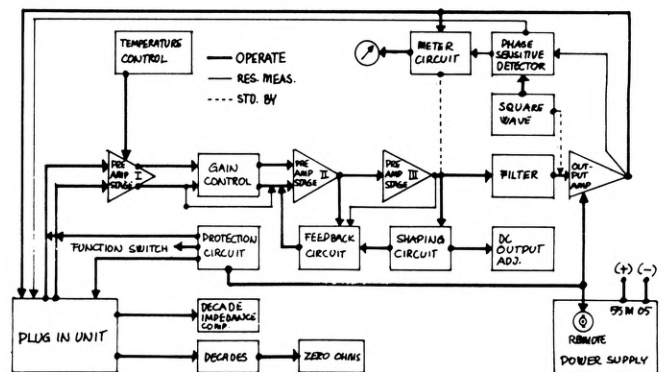 TEMPERATURE
CONTROL
OPERATE
RES. MEAS.
STD. BY
METER
CIRCUIT
PHASE
SENSITIVE
DETECTOR
SQUARE
WAVE
PRE
AMP I
STAGE
GAIN
CONTROL
PRE
AMP II
STAGE
PRE
AMP III
STAGE
FILTER
OUT-
PUT
AMP
FUNCTION SWITCH
PROTECTION
CIRCUIT
FEEDBACK
CIRCUIT
SHAPING
CIRCUIT
DC
OUTPUT
ADJ.
PLUG IN UNIT
DECADE
IMPEDANCE
COMP.
DECADES
ZERO OHMS
(+) (-)
55M05
REMOTE
POWER SUPPLY